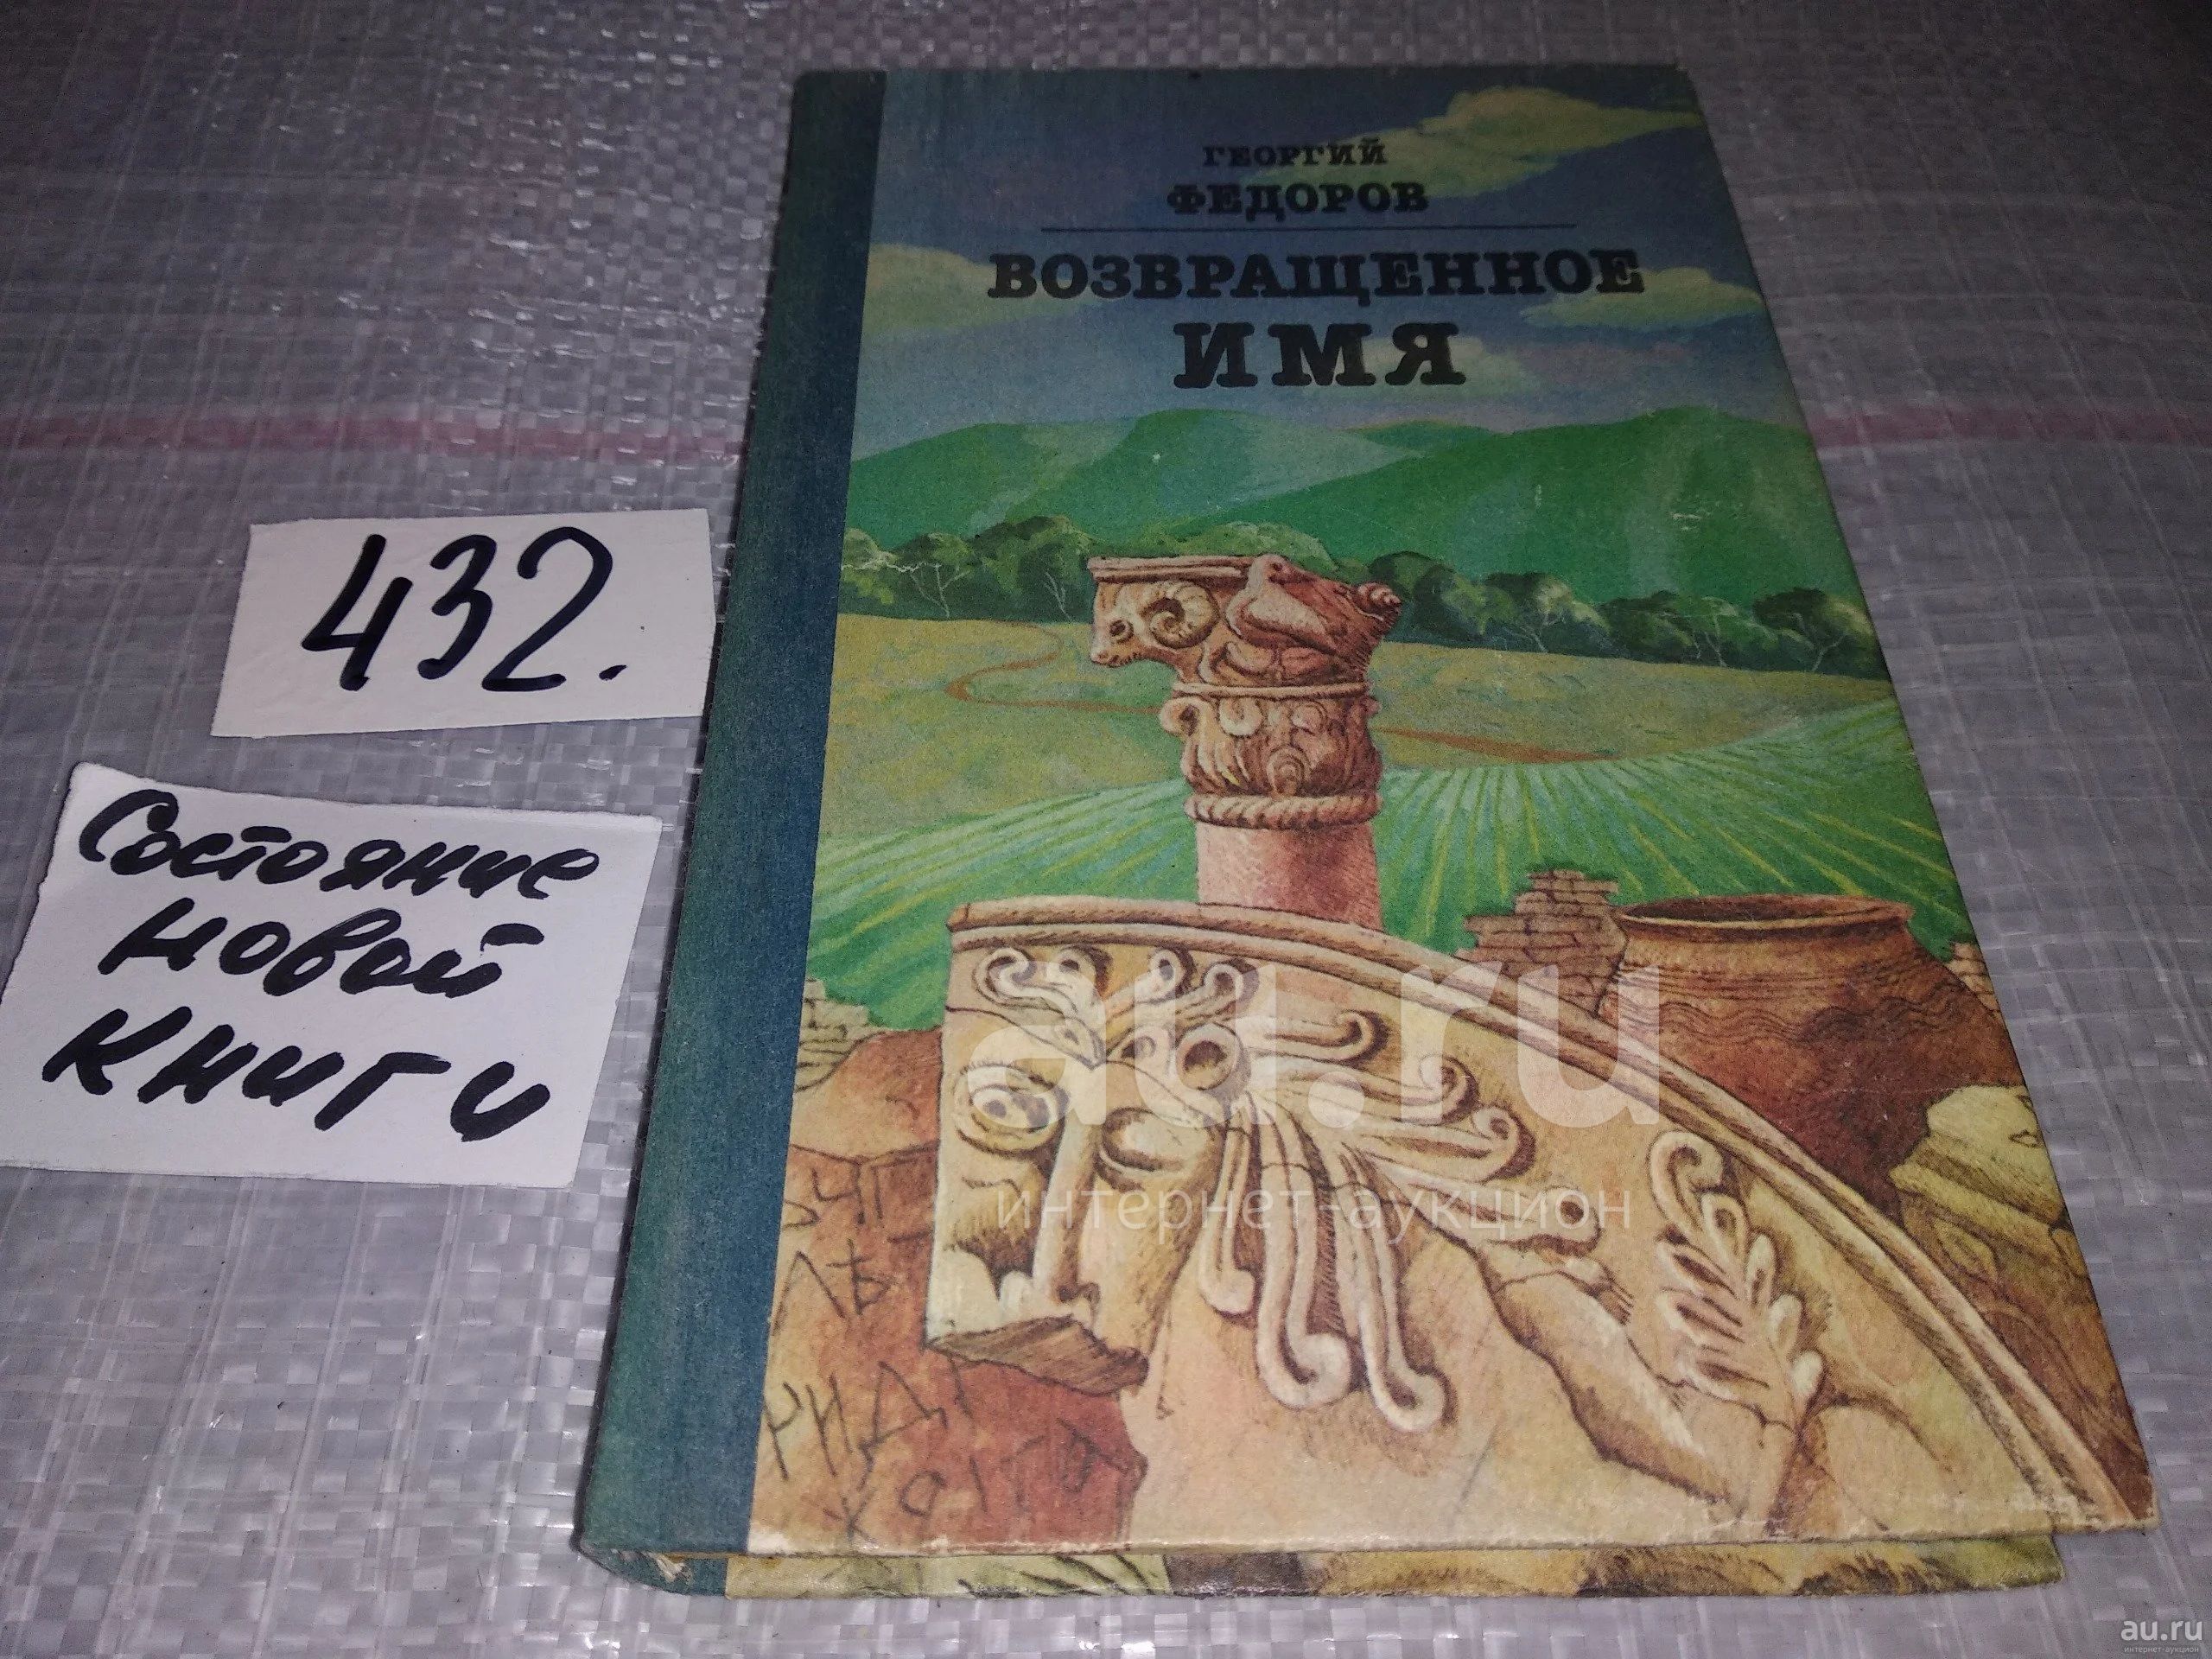 ГЕОРГИЙ
ФЕДОРОВ
ВОЗВРАЩЕННОЕ
ИМЯ
432.
Состояние
новой
книги
au.ru
интернет-аукцион
au.ru
интернет-аукцион